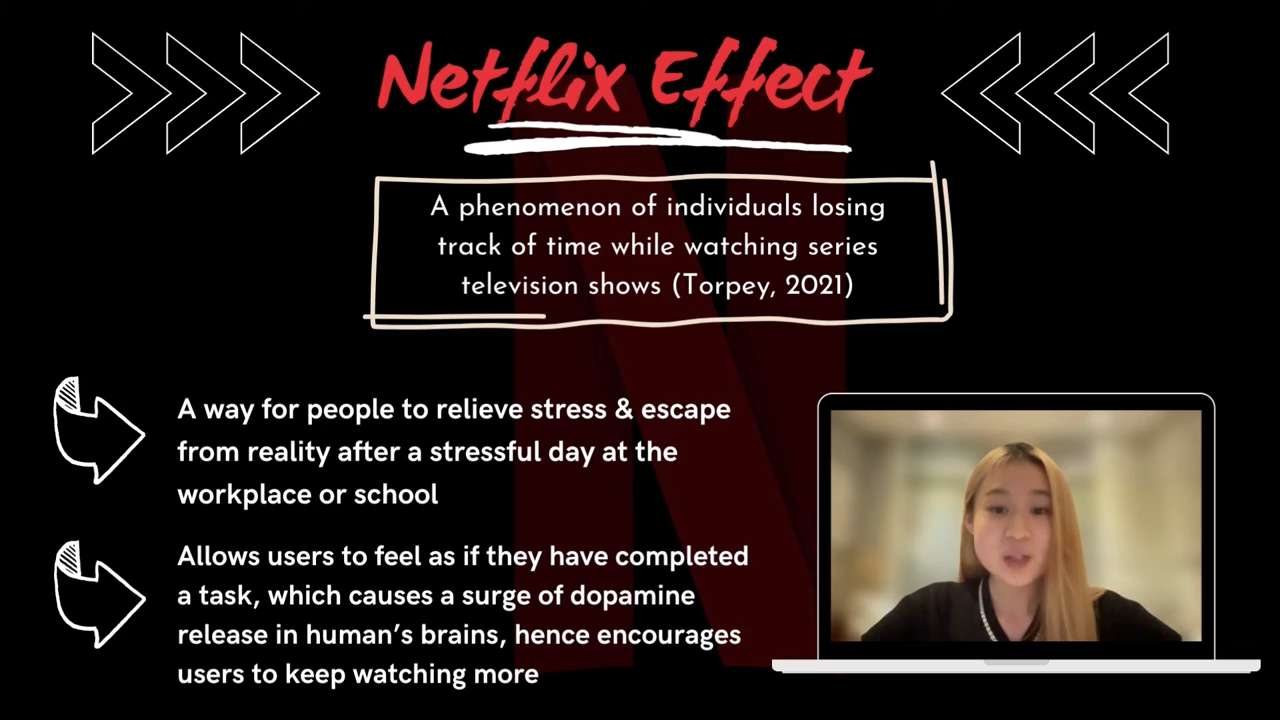 Netflix Effect
A phenomenon of individuals losing
track of time while watching series
television shows (Torpey, 2021)
A way for people to relieve stress & escape
from reality after a stressful day at the
workplace or school
Allows users to feel as if they have completed
a task, which causes a surge of dopamine
release in human’s brains, hence encourages
users to keep watching more